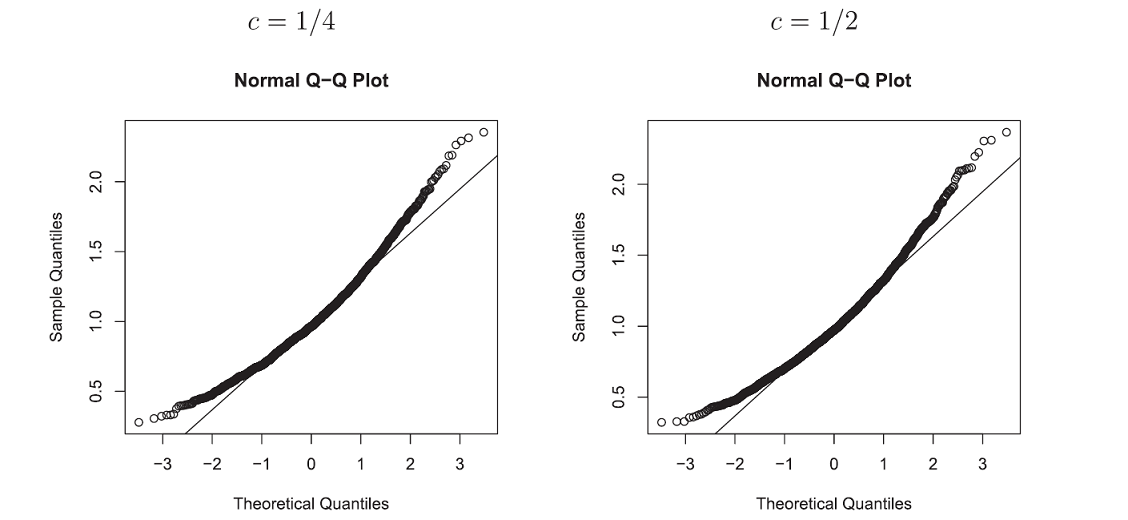 c = 1/4
c = 1/2
Normal Q−Q Plot
Normal Q−Q Plot
Sample Quantiles
2.0
1.5
1.0
0.5
−3 −2 −1 0 1 2 3
Theoretical Quantiles
Sample Quantiles
2.0
1.5
1.0
0.5
−3 −2 −1 0 1 2 3
Theoretical Quantiles